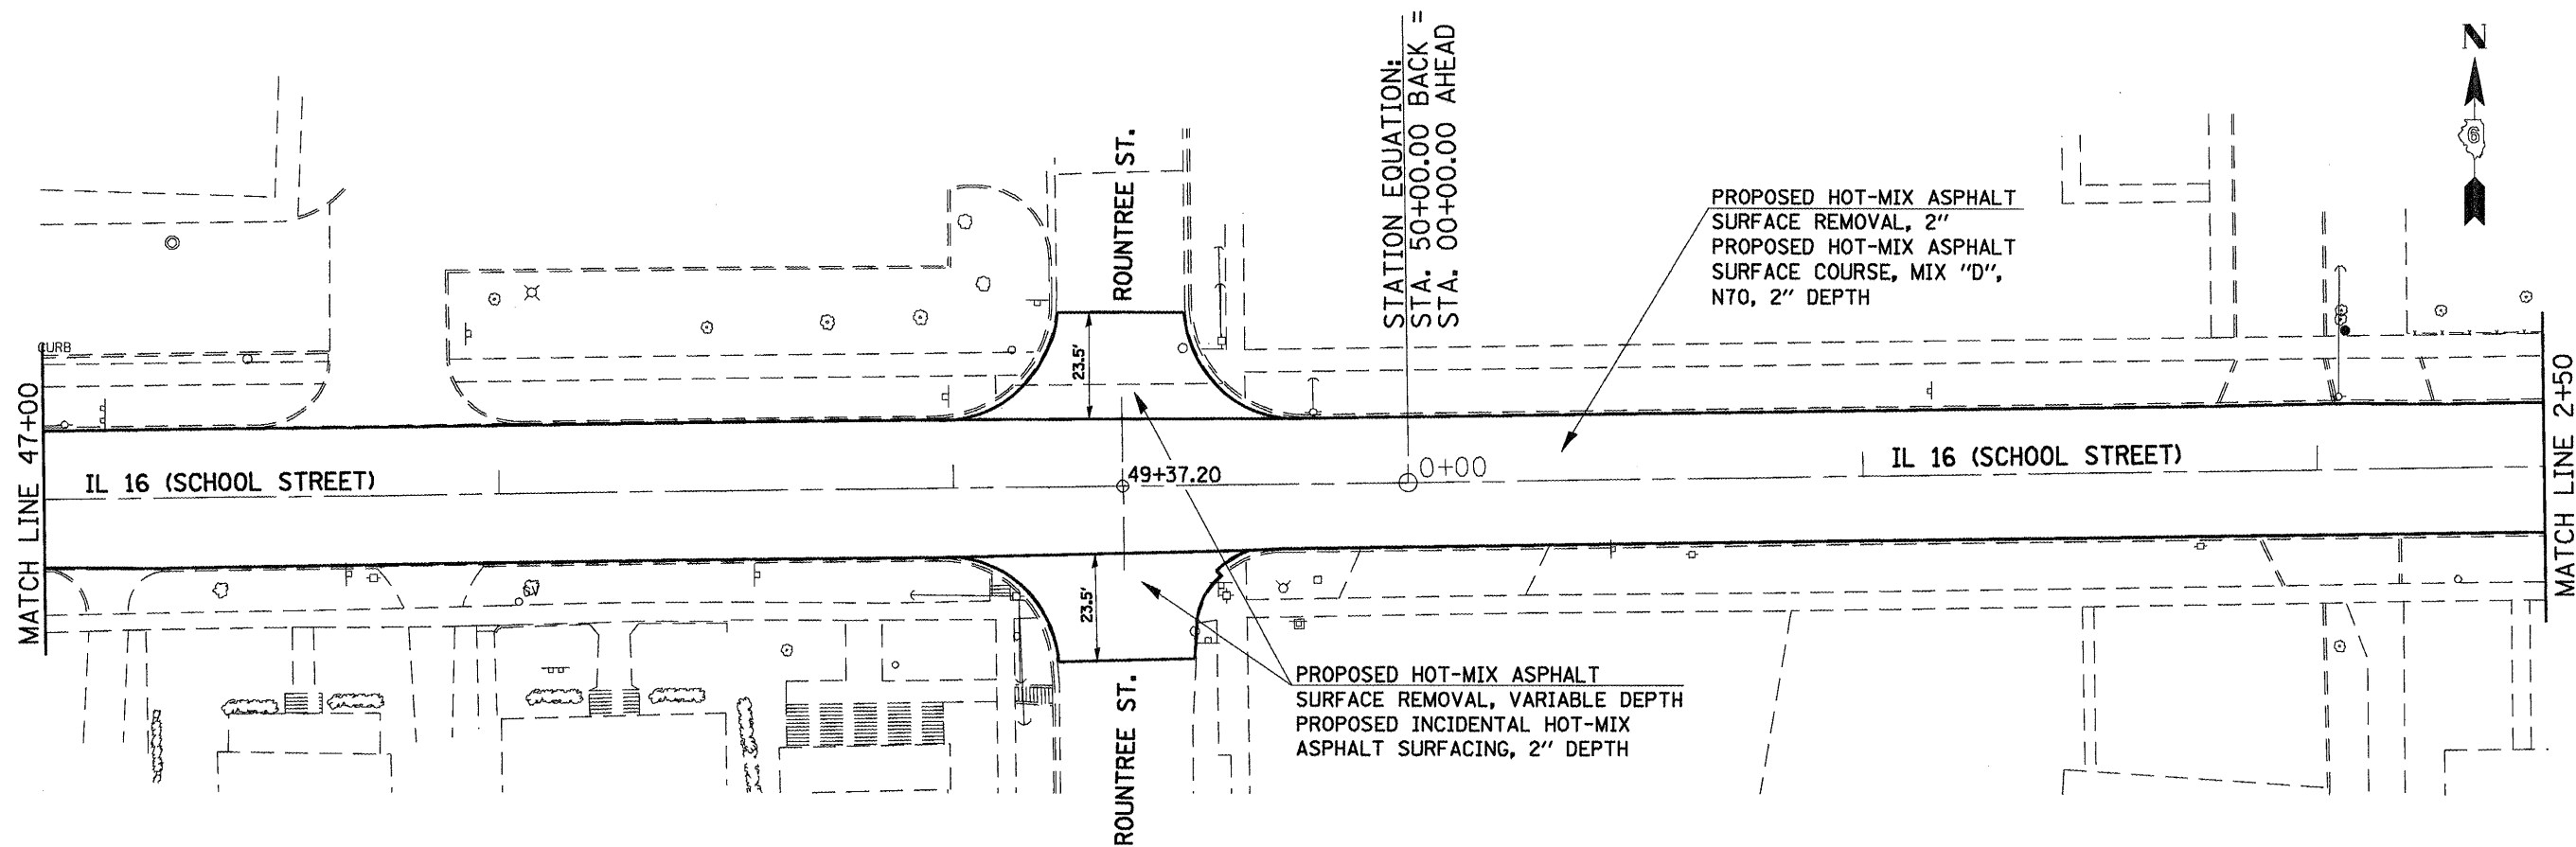 STATION EQUATION:
STA. 50+00.00 BACK =
STA. 00+00.00 AHEAD
N
6
ROUNTREE ST.
PROPOSED HOT-MIX ASPHALT
SURFACE REMOVAL, 2"
PROPOSED HOT-MIX ASPHALT
SURFACE COURSE, MIX "D",
N70, 2" DEPTH
CURB
23.5'
MATCH LINE 47+00
IL 16 (SCHOOL STREET)
49+37.20
0+00
IL 16 (SCHOOL STREET)
MATCH LINE 2+50
GV
23.5'
PROPOSED HOT-MIX ASPHALT
SURFACE REMOVAL, VARIABLE DEPTH
PROPOSED INCIDENTAL HOT-MIX
ASPHALT SURFACING, 2" DEPTH
ROUNTREE ST.